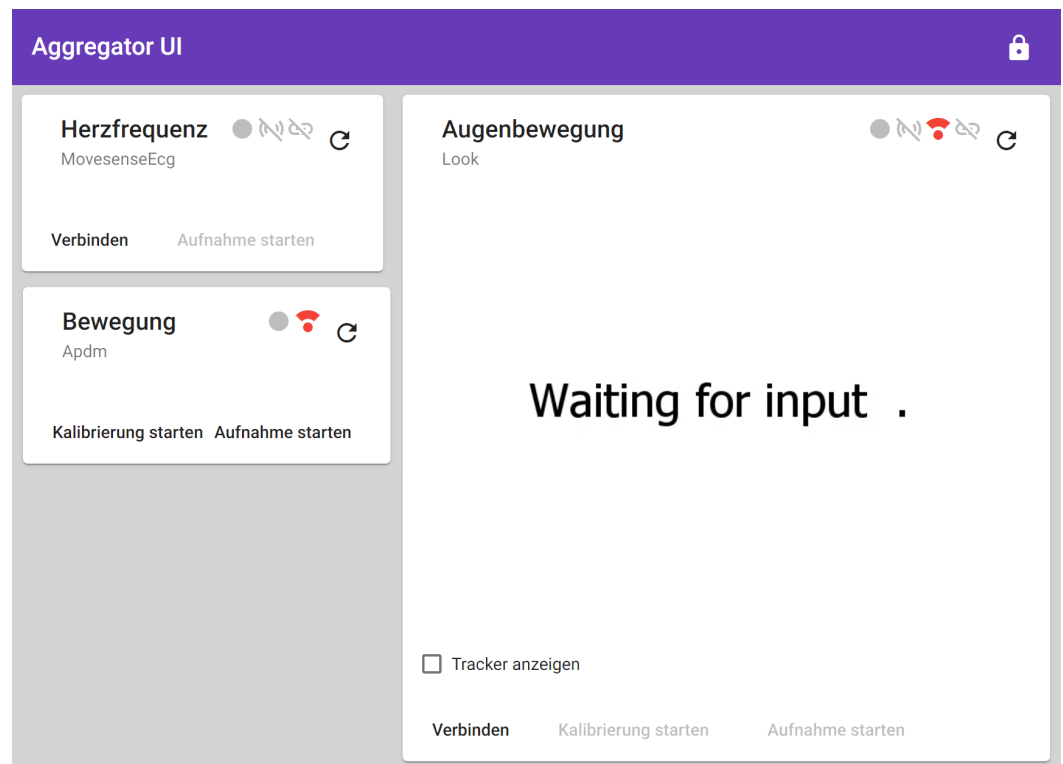 Aggregator UI
Herzfrequenz
MovesenseEcg
Verbinden Aufnahme starten
Bewegung
Apdm
Kalibrierung starten Aufnahme starten
Augenbewegung
Look
Waiting for input .
Tracker anzeigen
Verbinden Kalibrierung starten Aufnahme starten